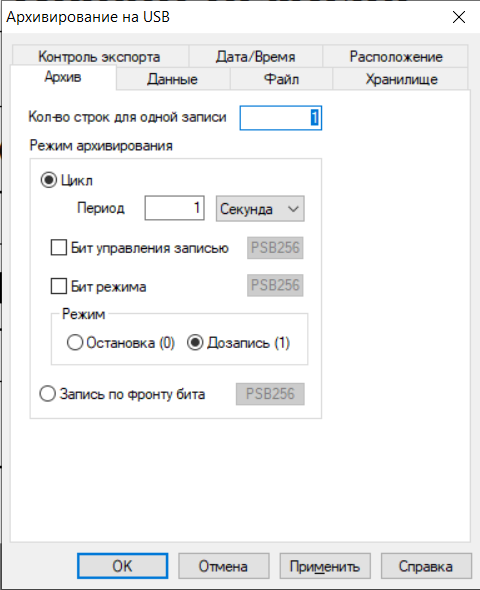 Архивирование на USB
Контроль экспорта Дата/Время Расположение
Архив Данные Файл Хранилище
Кол-во строк для одной записи 1
Режим архивирования
Цикл
Период 1 Секунда
Бит управления записью PSB256
Бит режима PSB256
Режим
Остановка (0) Дозапись (1)
Запись по фронту бита PSB256
OK Отмена Применить Справка